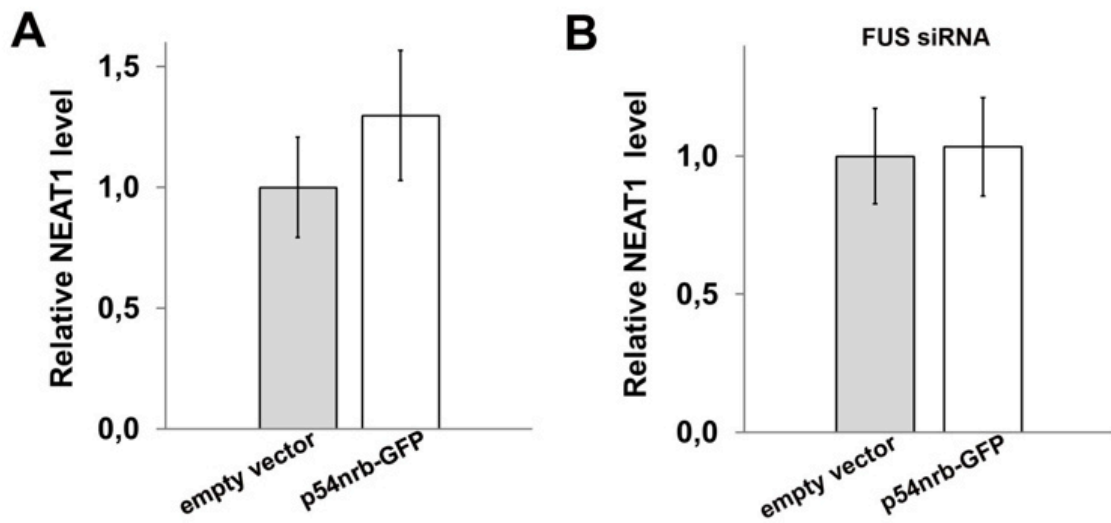 A
Relative NEAT1 level
1,5
1,0
0,5
0,0
empty vector
p54nrb-GFP
B
FUS siRNA
Relative NEAT1 level
1,0
0,5
0,0
empty vector
p54nrb-GFP